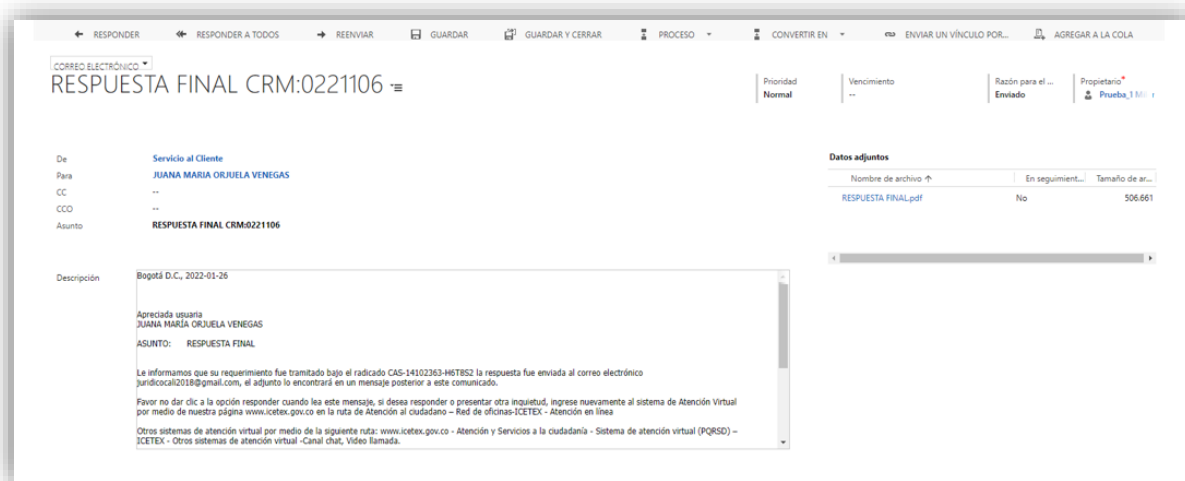 RESPONDER RESPONDER A TODOS REENVIAR GUARDAR GUARDAR Y CERRAR PROCESO CONVERTIR EN ENVIAR UN VÍNCULO POR... AGREGAR A LA COLA
CORREO ELECTRÓNICO
RESPUESTA FINAL CRM:0221106
Prioridad Vencimiento Razón para el ... Propietario*
Normal -- Enviado Prueba_1
De Servicio al Cliente
Para JUANA MARIA ORJUELA VENEGAS
CC --
CCO --
Asunto RESPUESTA FINAL CRM:0221106
Datos adjuntos
Nombre de archivo En seguimient... Tamaño de ar...
RESPUESTA FINAL.pdf No 506.661
Descripción
Bogotá D.C., 2022-01-26
Apreciada usuaria
JUANA MARÍA ORJUELA VENEGAS
ASUNTO: RESPUESTA FINAL
Le informamos que su requerimiento fue tramitado bajo el radicado CAS-14102363-H6T8S2 la respuesta fue enviada al correo electrónico
juridicocali2018@gmail.com, el adjunto lo encontrará en un mensaje posterior a este comunicado.
Favor no dar clic a la opción responder cuando lea este mensaje, si desea responder o presentar otra inquietud, ingrese nuevamente al sistema de Atención Virtual
por medio de nuestra página www.icetex.gov.co en la ruta de Atención al ciudadano – Red de oficinas-ICETEX - Atención en línea
Otros sistemas de atención virtual por medio de la siguiente ruta: www.icetex.gov.co - Atención y Servicios a la ciudadanía - Sistema de atención virtual (PQRSD) –
ICETEX - Otros sistemas de atención virtual -Canal chat, Video llamada.